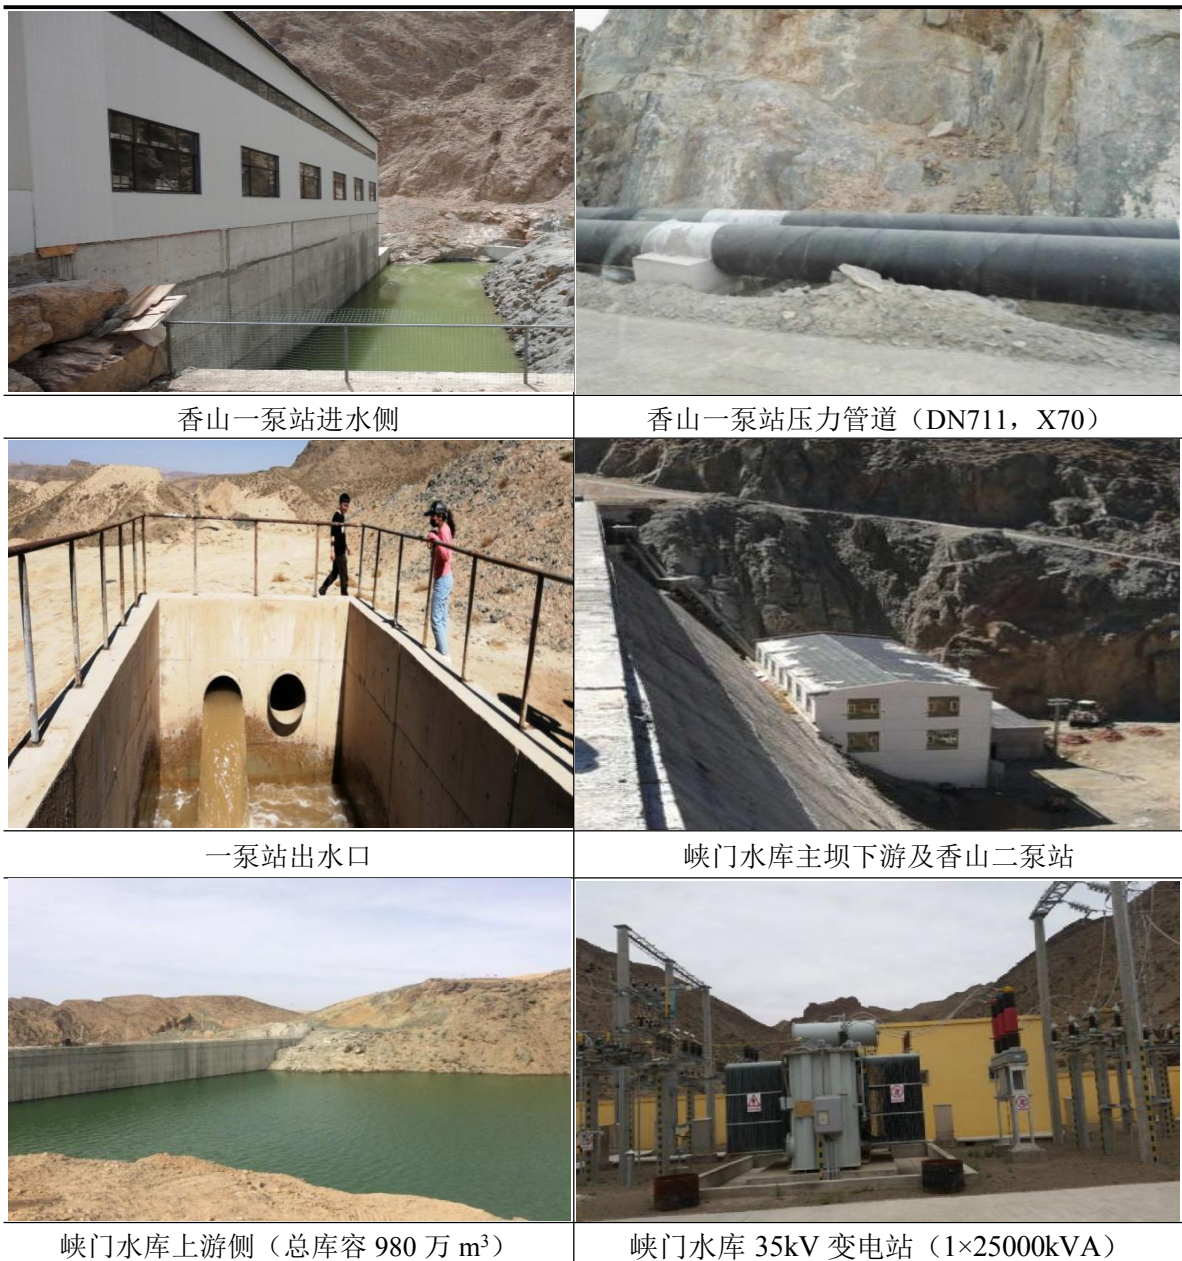 香山一泵站进水侧
香山一泵站压力管道（DN711，X70）
一泵站出水口
峡门水库主坝下游及香山二泵站
峡门水库上游侧（总库容 980 万 m³）
峡门水库 35kV 变电站（1×25000kVA）